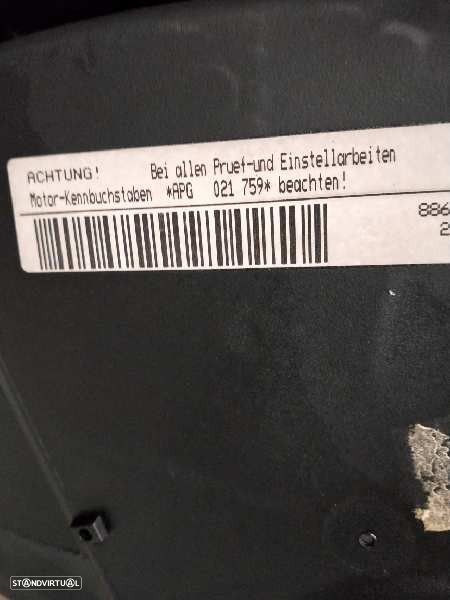 ACHTUNG! Bei allen Pruef-und Einstellarbeiten
Motor-Kennbuchstaben *APG 021 759* beachten!
886
2
STANDVIRTUAL